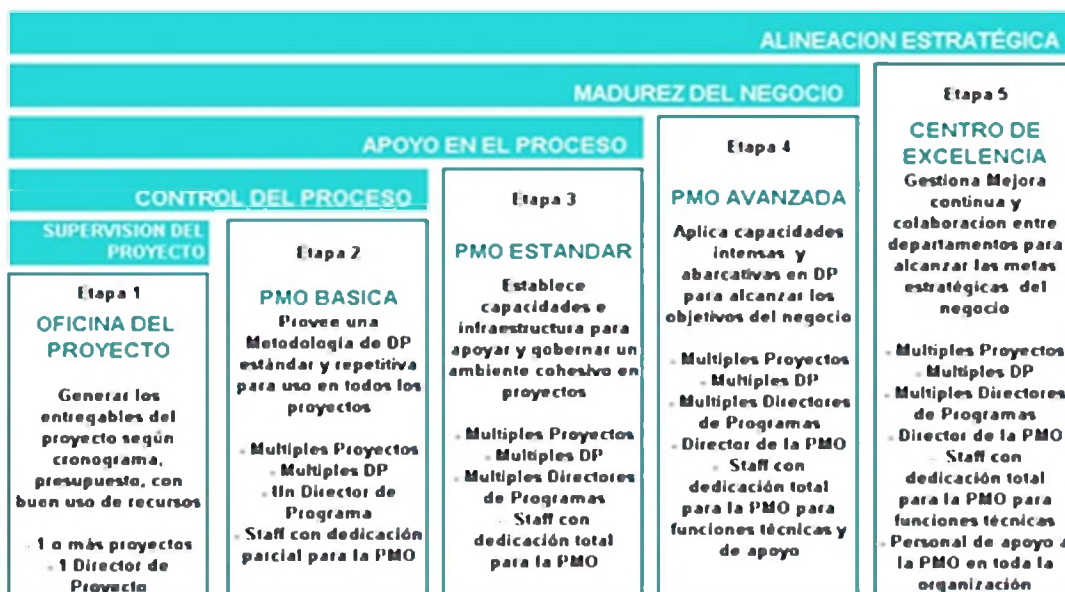 ALINEACION ESTRATÉGICA
MADUREZ DEL NEGOCIO
APOYO EN EL PROCESO
CONTROL DEL PROCESO
SUPERVISION DEL
PROYECTO
Etapa 1
OFICINA DEL
PROYECTO
Generar los
entregables del
proyecto según
cronograma,
presupuesto, con
buen uso de recursos
- 1 o más proyectos
- 1 Director de
Proyecto
Etapa 2
PMO BASICA
Provee una
Metodología de DP
estándar y repetitiva
para uso en todos los
proyectos
- Multiples Proyectos
- Multiples DP
- Un Director de
Programa
- Staff con dedicación
parcial para la PMO
Etapa 3
PMO ESTANDAR
Establece
capacidades e
infraestructura para
apoyar y gobernar un
ambiente cohesivo en
proyectos
- Multiples Proyectos
- Multiples DP
- Multiples Directores
de Programas
- Staff con
dedicación total
para la PMO
Etapa 4
PMO AVANZADA
Aplica capacidades
intensas y
abarcativas en DP
para alcanzar los
objetivos del negocio
- Multiples Proyectos
- Multiples DP
- Multiples Directores
de Programas
- Director de la PMO
- Staff con
dedicación total
para la PMO para
funciones técnicas y
de apoyo
Etapa 5
CENTRO DE
EXCELENCIA
Gestiona Mejora
continua y
colaboracion entre
departamentos para
alcanzar las metas
estratégicas del
negocio
- Multiples Proyectos
- Multiples DP
- Multiples Directores
de Programas
- Director de la PMO
- Staff con
dedicación total
para la PMO para
funciones técnicas
- Personal de apoyo a
la PMO en toda la
organización